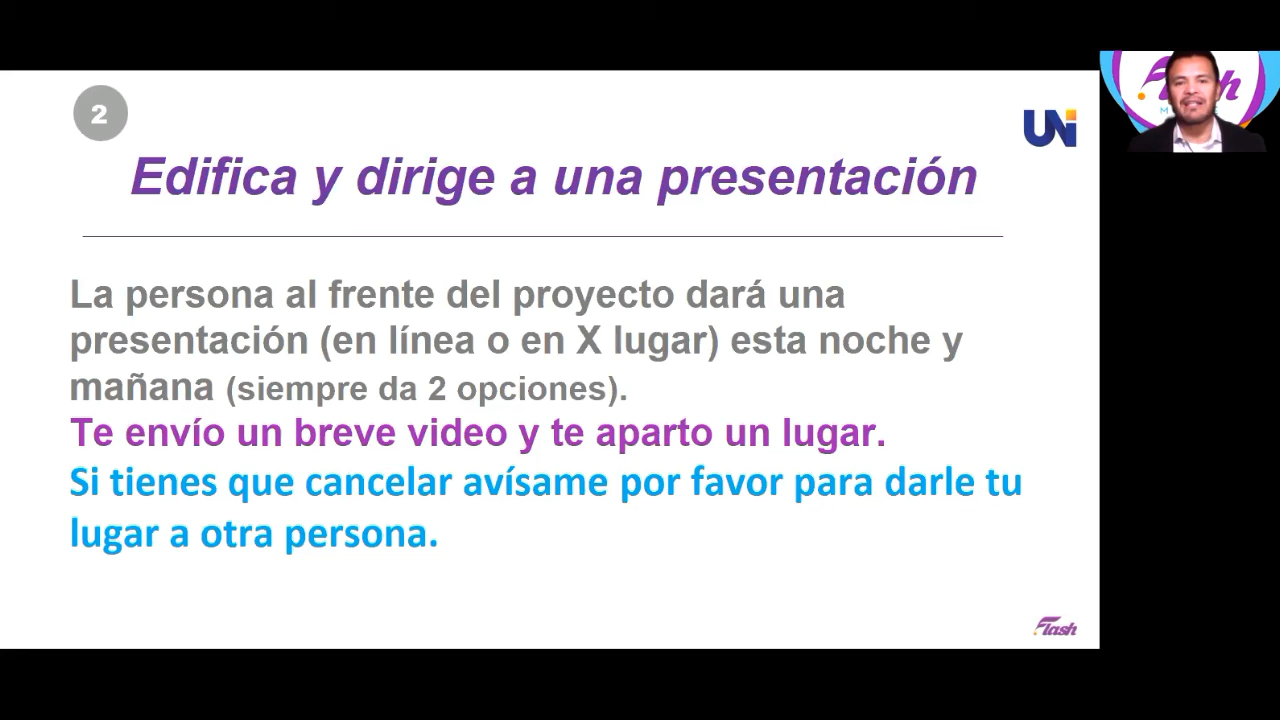 2
UNi
Edifica y dirige a una presentación
La persona al frente del proyecto dará una
presentación (en línea o en X lugar) esta noche y
mañana (siempre da 2 opciones).
Te envío un breve video y te aparto un lugar.
Si tienes que cancelar avísame por favor para darle tu
lugar a otra persona.
Flash